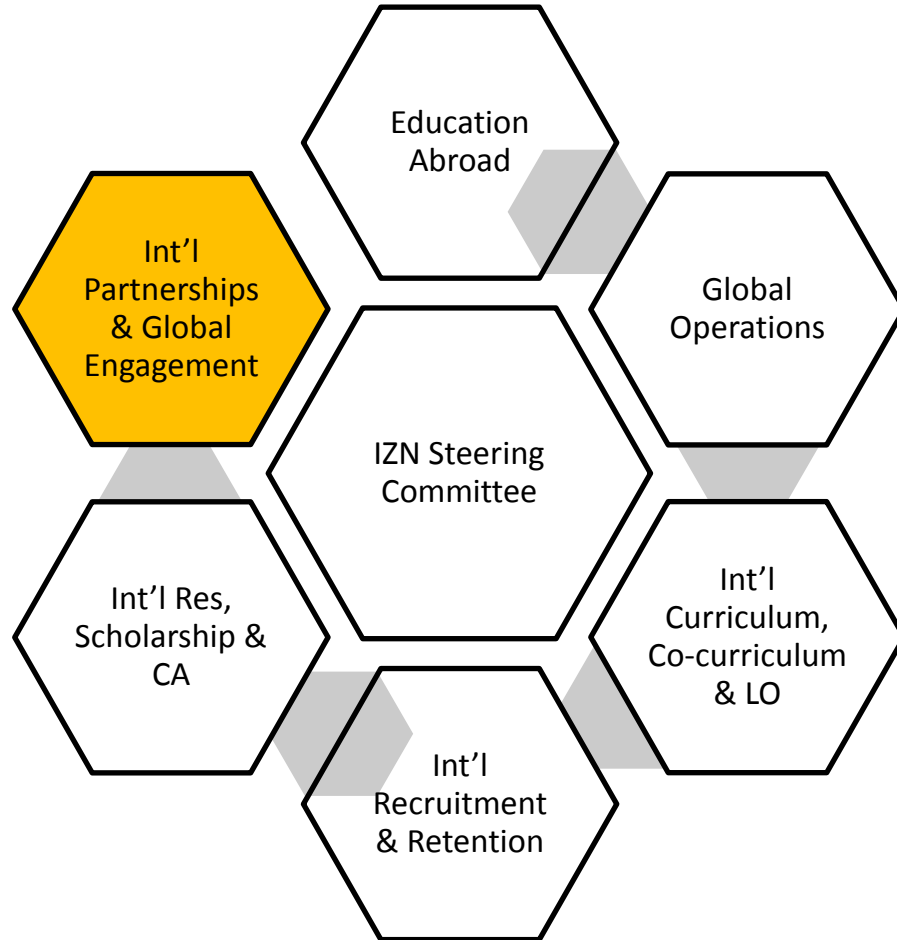 Education
Abroad
Int’l
Partnerships
& Global
Engagement
Global
Operations
IZN Steering
Committee
Int’l Res,
Scholarship &
CA
Int’l
Curriculum,
Co-curriculum
& LO
Int’l
Recruitment
& Retention